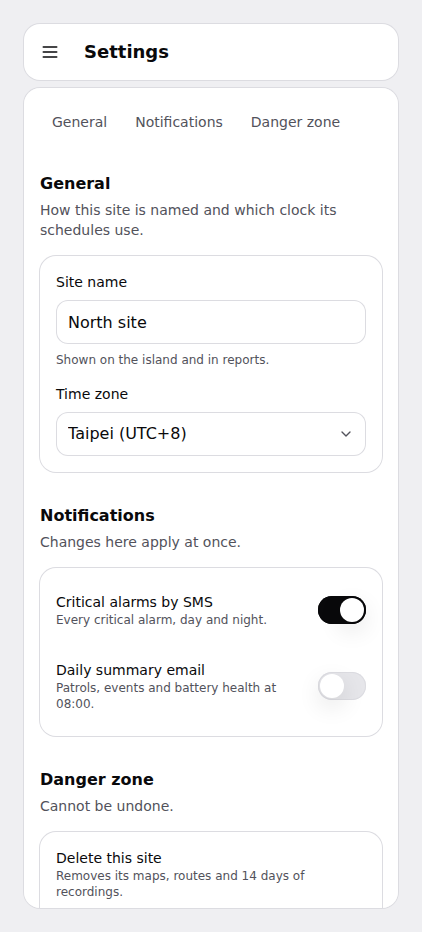 Settings
General Notifications Danger zone
General
How this site is named and which clock its
schedules use.
Site name
North site
Shown on the island and in reports.
Time zone
Taipei (UTC+8)
Notifications
Changes here apply at once.
Critical alarms by SMS
Every critical alarm, day and night.
Daily summary email
Patrols, events and battery health at
08:00.
Danger zone
Cannot be undone.
Delete this site
Removes its maps, routes and 14 days of
recordings.